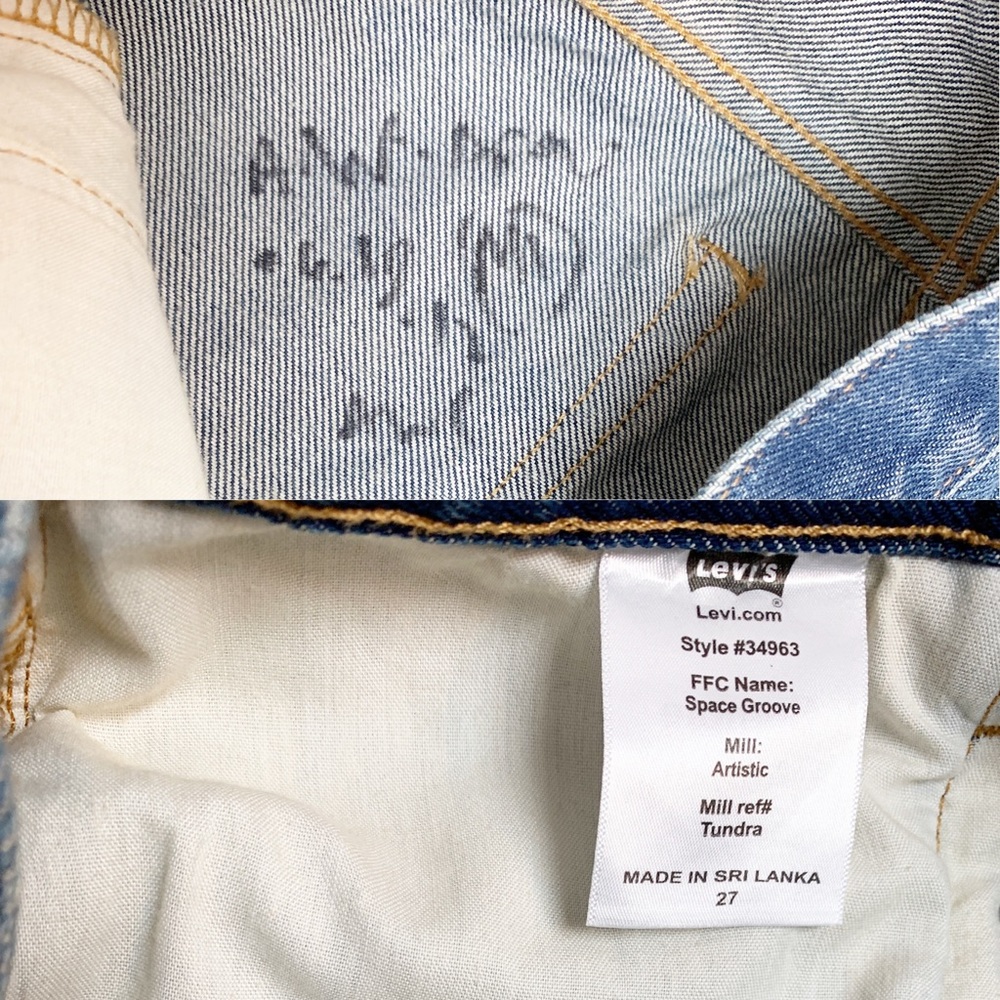 Levi's
®
Levi.com
Style #34963
FFC Name:
Space Groove
Mill:
Artistic
Mill ref#
Tundra
MADE IN SRI LANKA
27